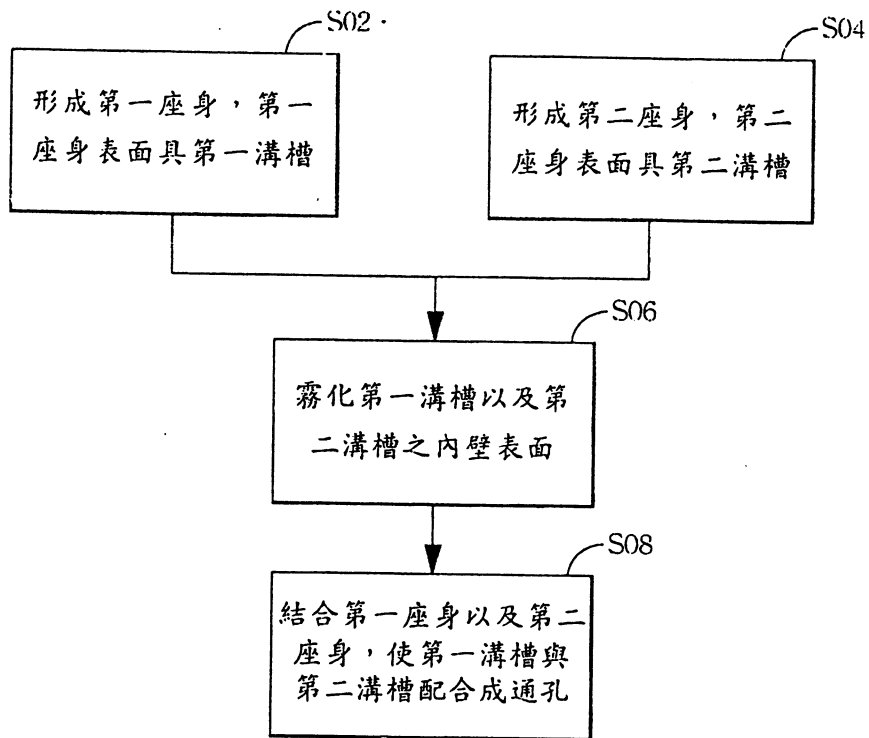 S02
形成第一座身，第一
座身表面具第一溝槽
S04
形成第二座身，第二
座身表面具第二溝槽
S06
霧化第一溝槽以及第
二溝槽之內壁表面
S08
結合第一座身以及第二
座身，使第一溝槽與
第二溝槽配合成通孔